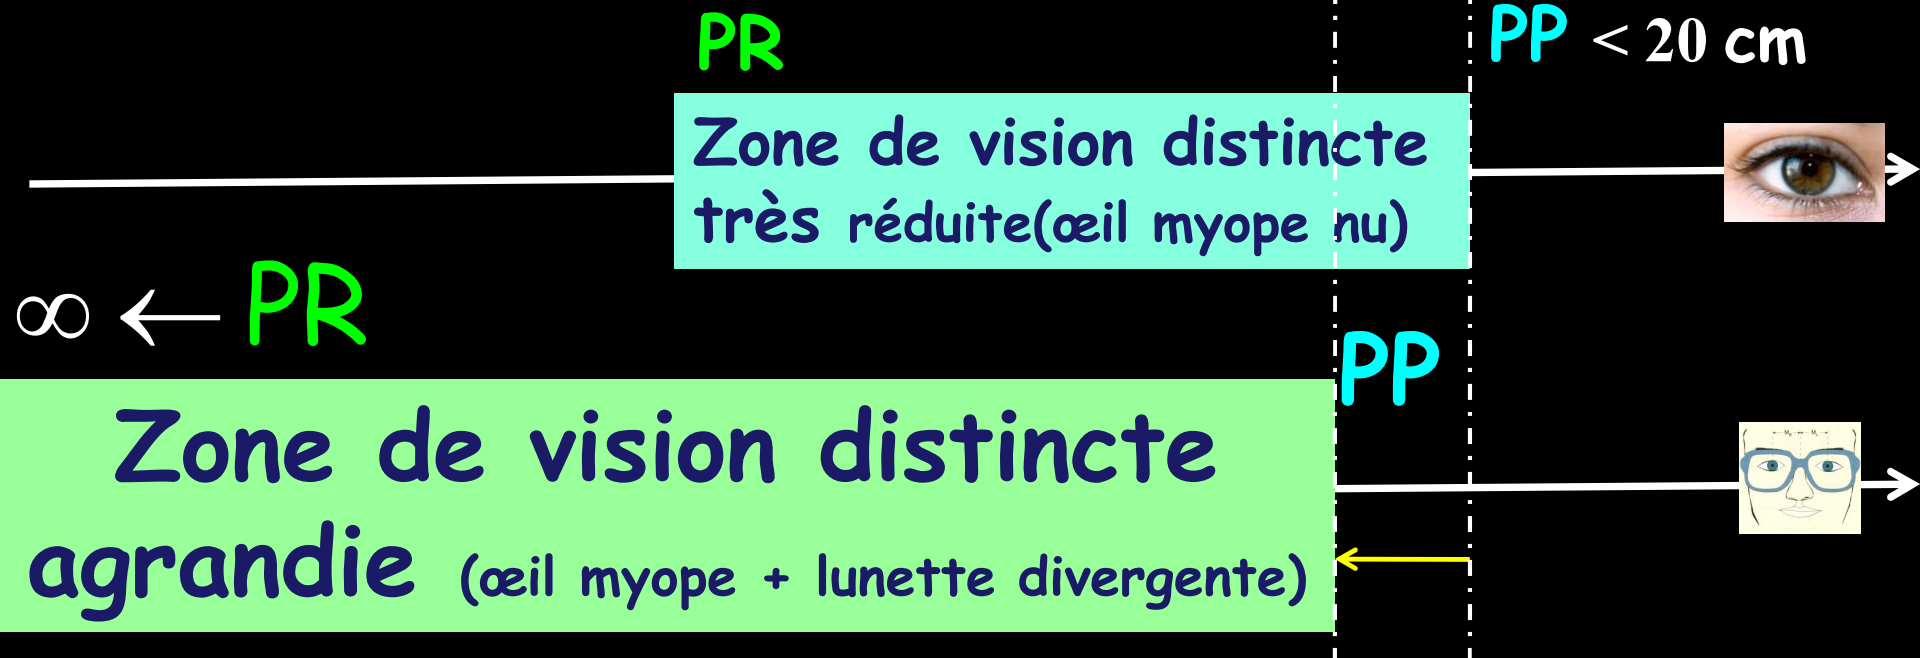 PR
PP < 20 cm
Zone de vision distincte
très réduite(œil myope nu)
∞ ← PR
PP
Zone de vision distincte
agrandie (œil myope + lunette divergente)